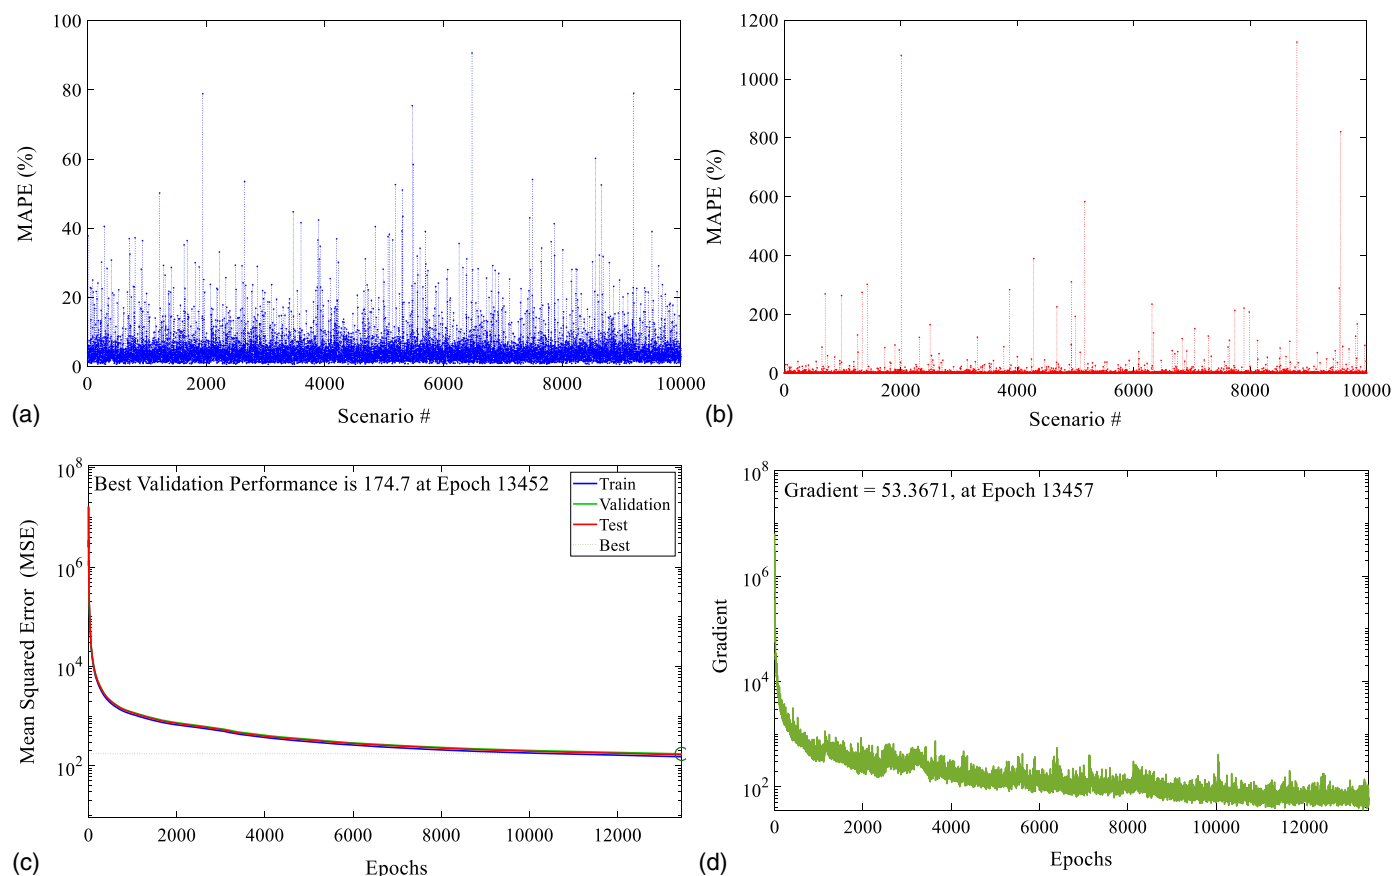 100
80
60
40
20
0
MAPE (%)
0 2000 4000 6000 8000 10000
Scenario #
(a)
1200
1000
800
600
400
200
0
MAPE (%)
0 2000 4000 6000 8000 10000
Scenario #
(b)
10^8
10^6
10^4
10^2
Mean Squared Error (MSE)
Best Validation Performance is 174.7 at Epoch 13452
Train
Validation
Test
Best
0 2000 4000 6000 8000 10000 12000
Epochs
(c)
10^8
10^6
10^4
10^2
Gradient
Gradient = 53.3671, at Epoch 13457
0 2000 4000 6000 8000 10000 12000
Epochs
(d)